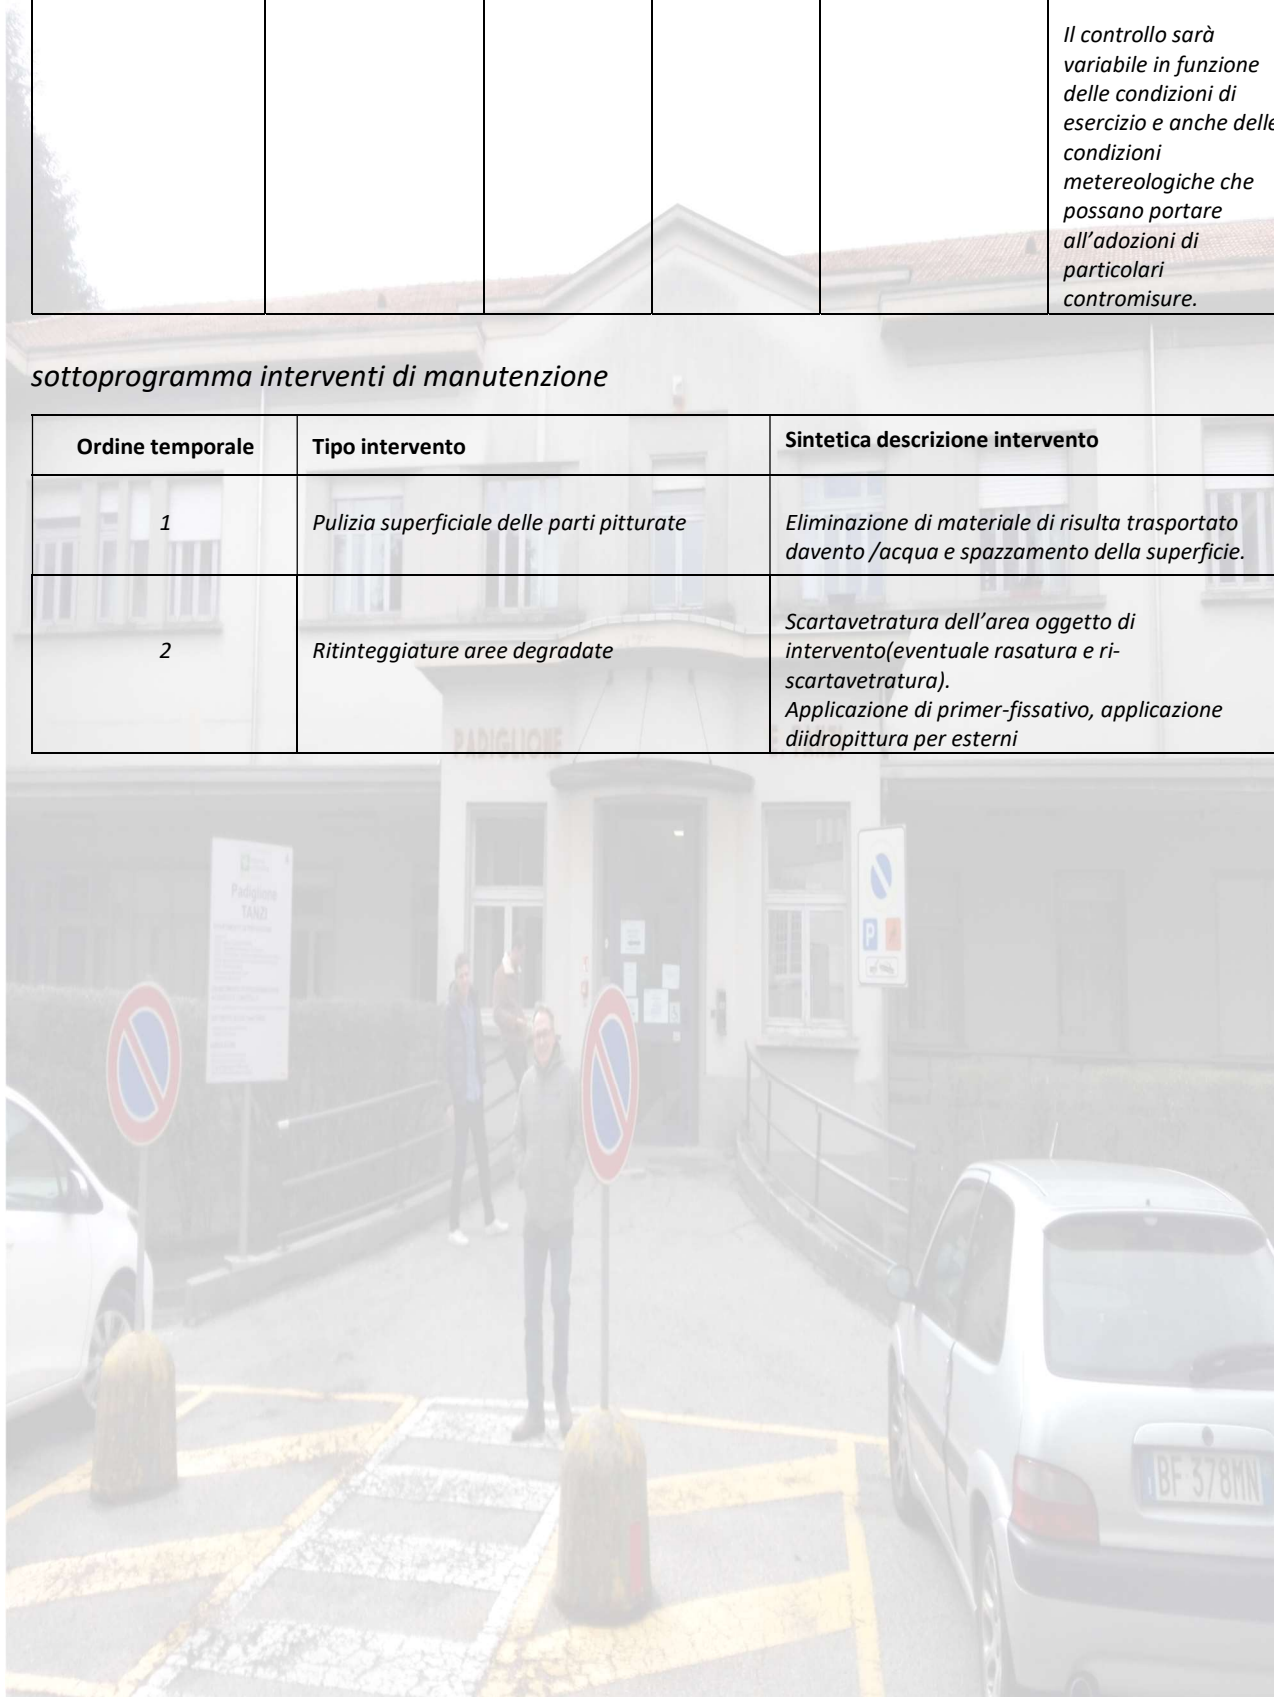 Il controllo sarà
variabile in funzione
delle condizioni di
esercizio e anche delle
condizioni
metereologiche che
possano portare
all’adozioni di
particolari
contromisure.
sottoprogramma interventi di manutenzione
Ordine temporale Tipo intervento Sintetica descrizione intervento
1 Pulizia superficiale delle parti pitturate Eliminazione di materiale di risulta trasportato
davento /acqua e spazzamento della superficie.
2 Ritinteggiature aree degradate Scartavetratura dell’area oggetto di
intervento(eventuale rasatura e ri-
scartavetratura).
Applicazione di primer-fissativo, applicazione
diidropittura per esterni
PADIGLIONE
Padiglione
TANZI
P
BF 378MN